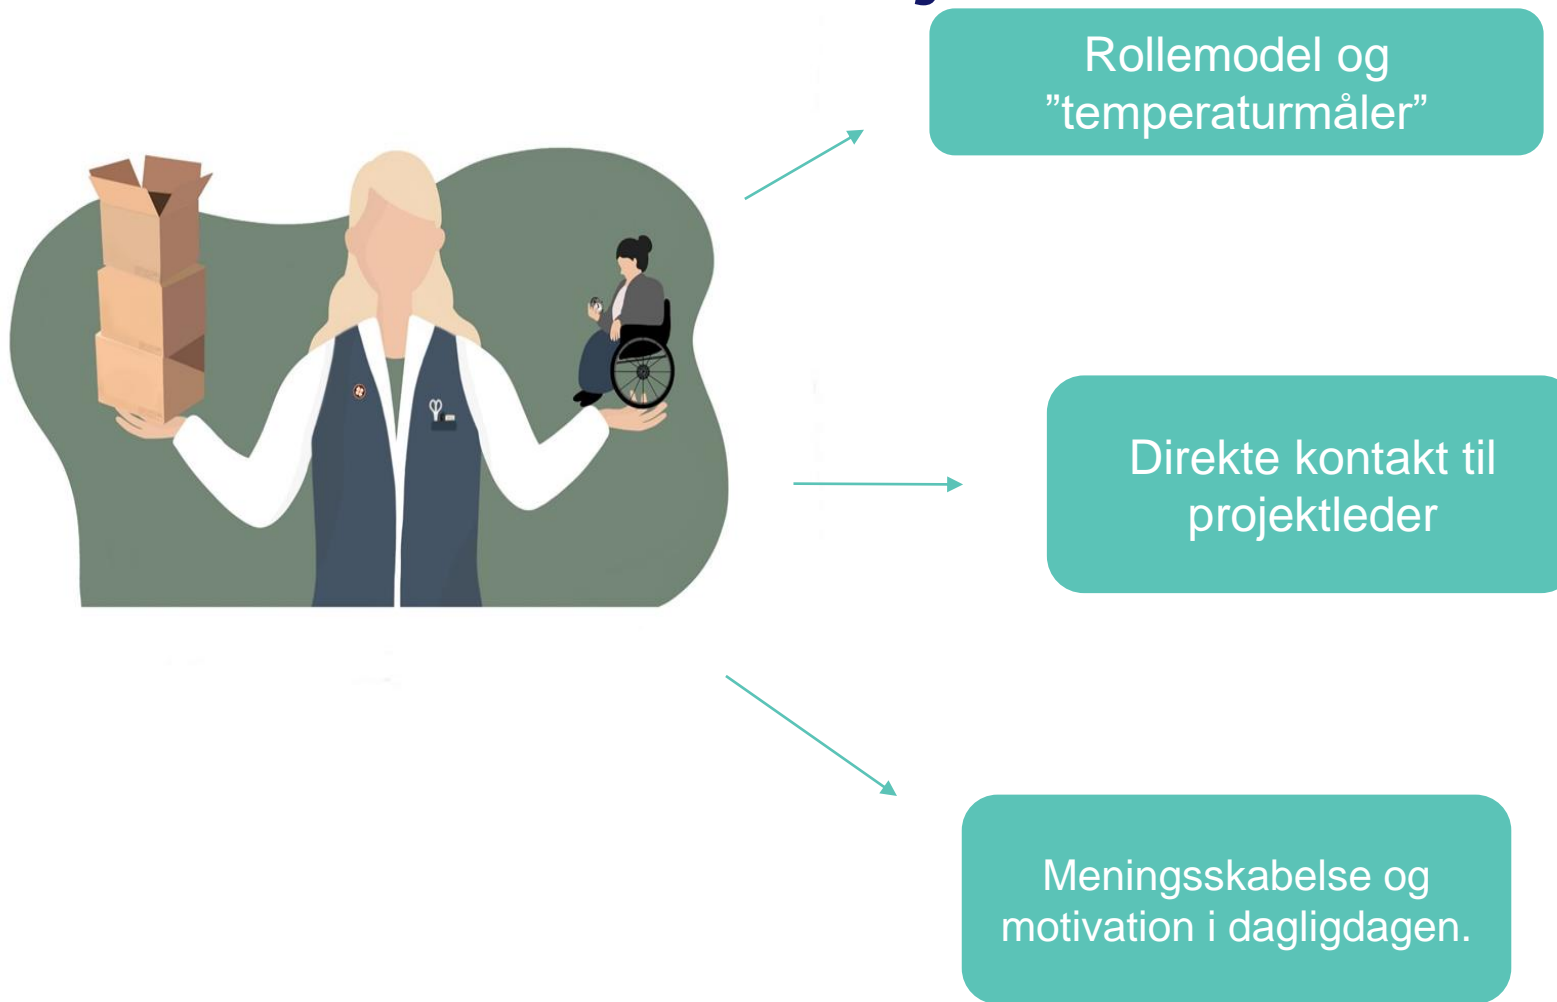 Rollemodel og
”temperaturmåler”
Direkte kontakt til
projektleder
Meningsskabelse og
motivation i dagligdagen.